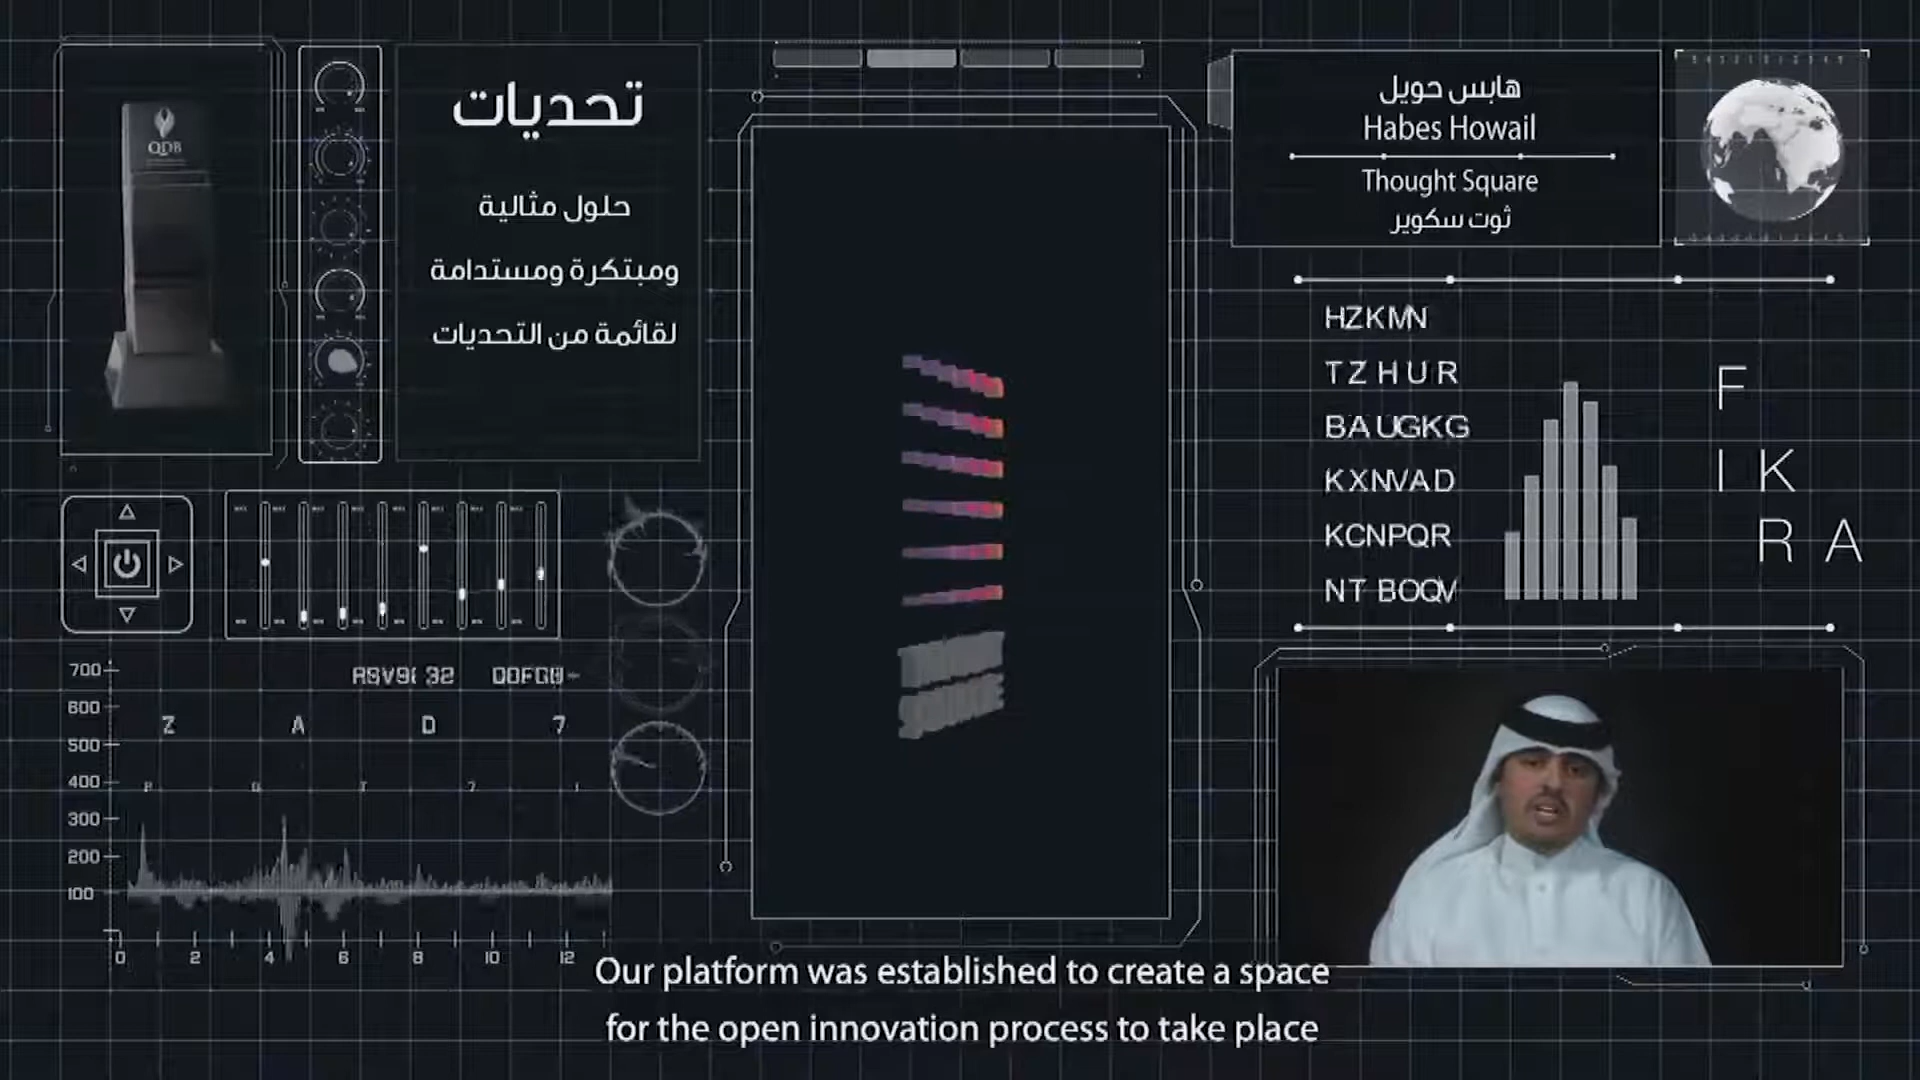 QDB
تحديات
حلول مثالية
ومبتكرة ومستدامة
لقائمة من التحديات
هابس حويل
Habes Howail
Thought Square
ثوت سكوير
HZKMN
TZHUR
BAUGKG
KXNVAD
KCNPQR
F
I K
R A
700
600
500
400
300
200
100
Z A D 7
0 2 4 6 8 10 12
Our platform was established to create a space
for the open innovation process to take place